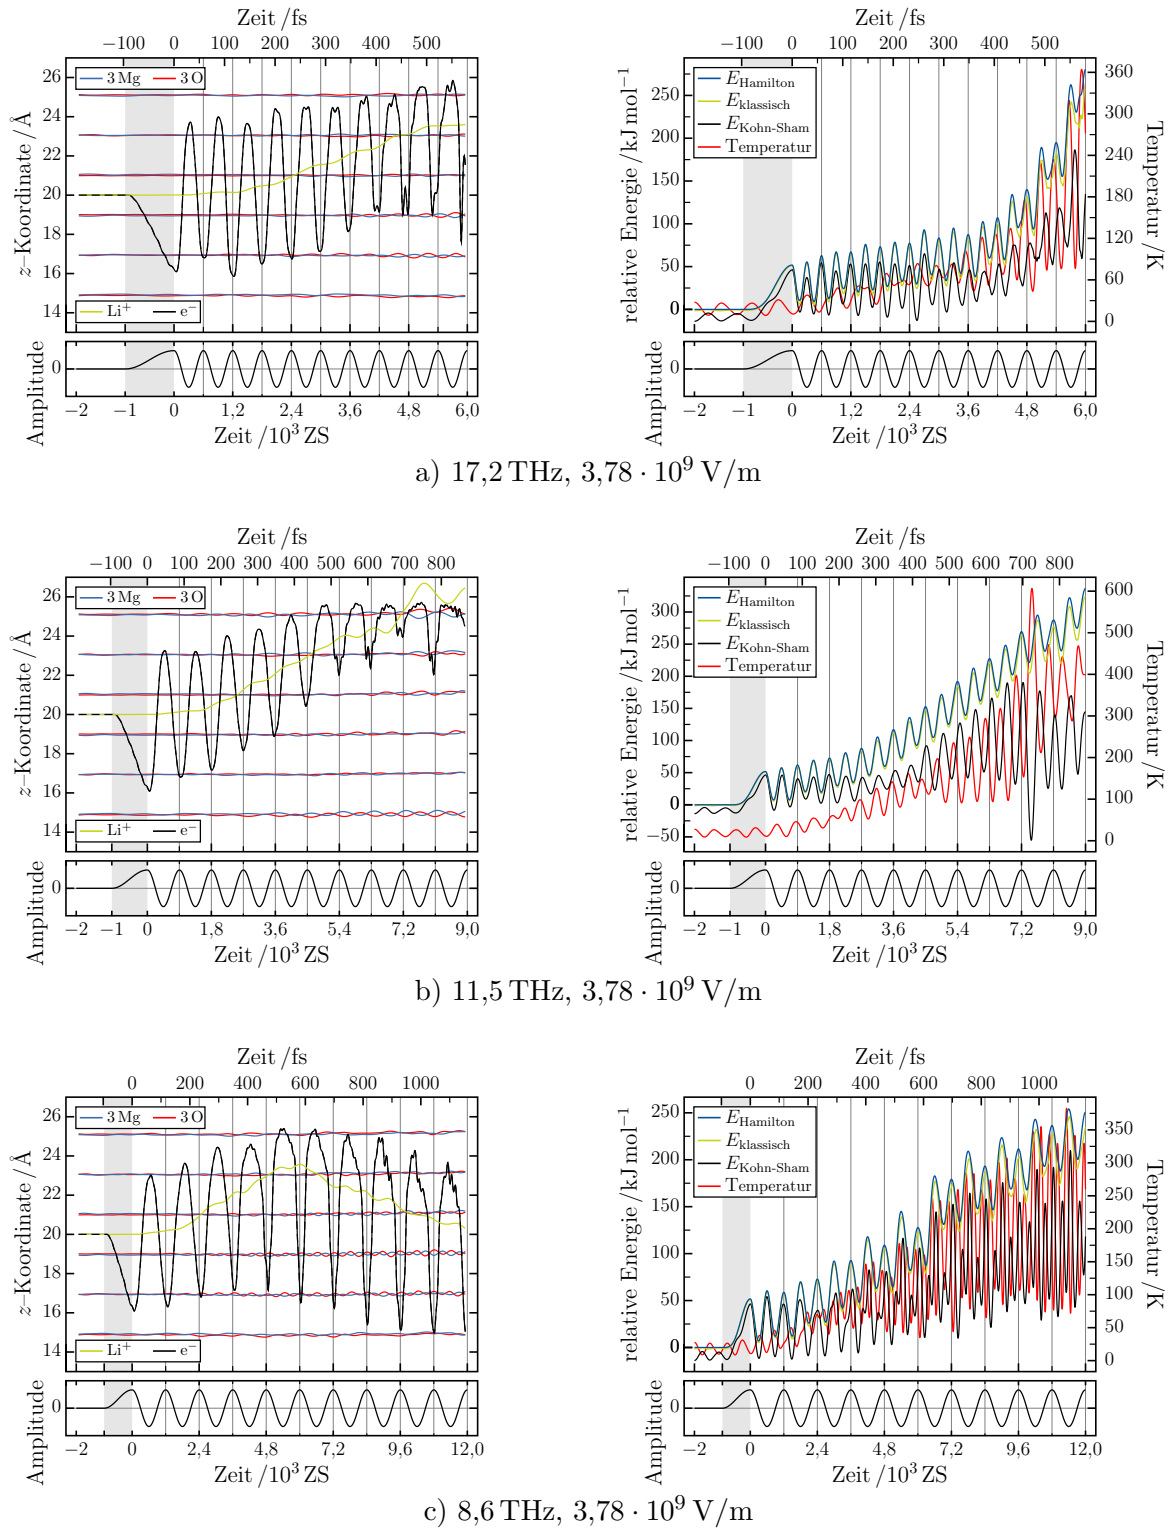 Zeit /fs
−100 0 100 200 300 400 500
26
24
22
20
18
16
14
z–Koordinate /Å
3 Mg 3 O
Li⁺ e⁻
Amplitude
0
−2 −1 0 1,2 2,4 3,6 4,8 6,0
Zeit /10³ ZS
Zeit /fs
−100 0 100 200 300 400 500
250
200
150
100
50
0
relative Energie /kJ mol⁻¹
E_Hamilton
E_klassisch
E_Kohn-Sham
Temperatur
360
300
240
180
120
60
0
Temperatur /K
Amplitude
0
−2 −1 0 1,2 2,4 3,6 4,8 6,0
Zeit /10³ ZS
a) 17,2 THz, 3,78 · 10⁹ V/m
Zeit /fs
−100 0 100 200 300 400 500 600 700 800
26
24
22
20
18
16
14
z–Koordinate /Å
3 Mg 3 O
Li⁺ e⁻
Amplitude
0
−2 −1 0 1,8 3,6 5,4 7,2 9,0
Zeit /10³ ZS
Zeit /fs
−100 0 100 200 300 400 500 600 700 800
300
250
200
150
100
50
0
−50
relative Energie /kJ mol⁻¹
E_Hamilton
E_klassisch
E_Kohn-Sham
Temperatur
600
500
400
300
200
100
0
Temperatur /K
Amplitude
0
−2 −1 0 1,8 3,6 5,4 7,2 9,0
Zeit /10³ ZS
b) 11,5 THz, 3,78 · 10⁹ V/m
Zeit /fs
0 200 400 600 800 1000
26
24
22
20
18
16
14
z–Koordinate /Å
3 Mg 3 O
Li⁺ e⁻
Amplitude
0
−2 0 2,4 4,8 7,2 9,6 12,0
Zeit /10³ ZS
Zeit /fs
0 200 400 600 800 1000
250
200
150
100
50
0
relative Energie /kJ mol⁻¹
E_Hamilton
E_klassisch
E_Kohn-Sham
Temperatur
350
300
250
200
150
100
50
0
Temperatur /K
Amplitude
0
−2 0 2,4 4,8 7,2 9,6 12,0
Zeit /10³ ZS
c) 8,6 THz, 3,78 · 10⁹ V/m